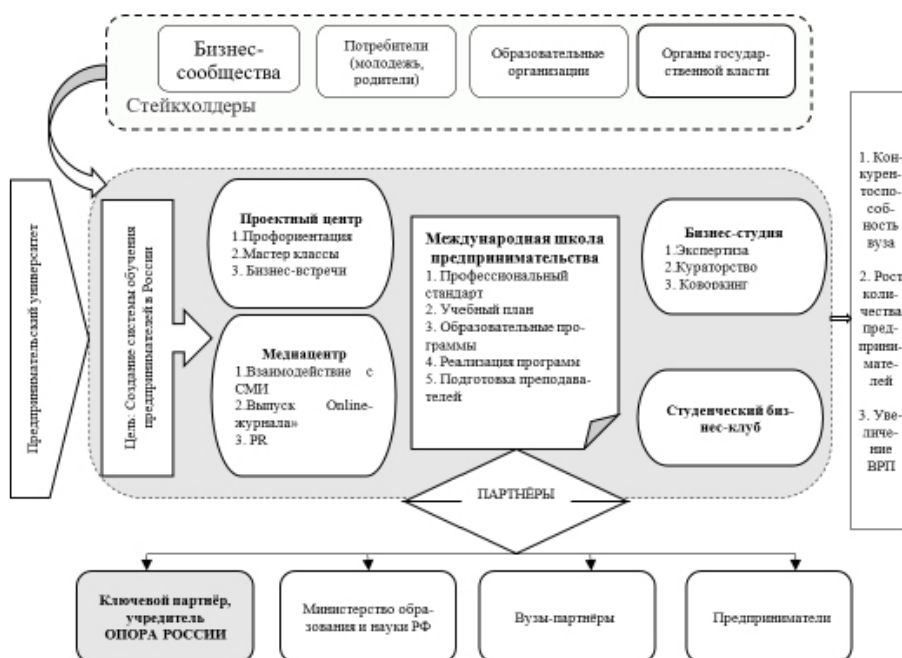 Бизнес-
сообщества
Потребители
(молодежь,
родители)
Образовательные
организации
Органы государ-
ственной власти
Стейкхолдеры
Предпринимательский университет
Цель: Создание системы обучения
предпринимателей в России
Проектный центр
1.Профориентация
2.Мастер классы
3. Бизнес-встречи
Медиацентр
1.Взаимодействие с
СМИ
2.Выпуск Online-
журнала»
3. PR
Международная школа
предпринимательства
1. Профессиональный
стандарт
2. Учебный план
3. Образовательные про-
граммы
4. Реализация программ
5. Подготовка преподава-
телей
Бизнес-студия
1.Экспертиза
2.Кураторство
3. Коворкинг
Студенческий биз-
нес-клуб
1. Кон-
курен-
тоспо-
соб-
ность
вуза
2. Рост
коли-
чества
пред-
прини-
мате-
лей
3. Уве-
личе-
ние
ВРП
ПАРТНЁРЫ
Ключевой партнёр,
учредитель
ОПОРА РОССИИ
Министерство обра-
зования и науки РФ
Вузы-партнёры
Предприниматели